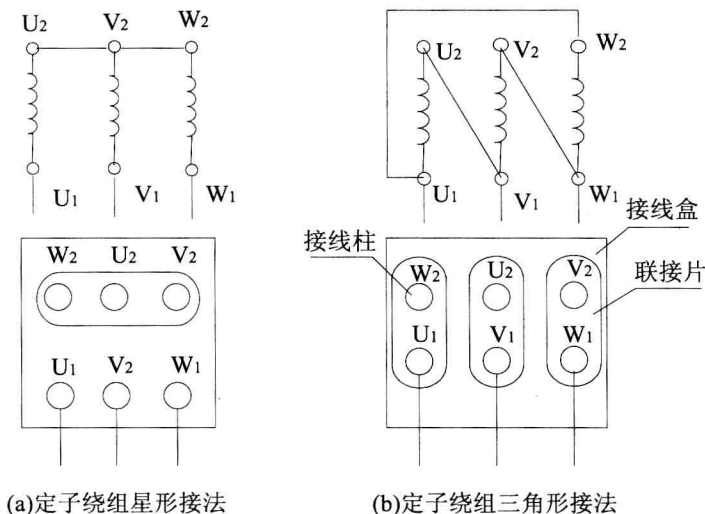 U2 V2 W2
U1 V1 W1
W2 U2 V2
U1 V2 W1
(a)定子绕组星形接法
U2 V2 W2
U1 V1 W1
接线柱
接线盒
联接片
W2 U2 V2
U1 V1 W1
(b)定子绕组三角形接法